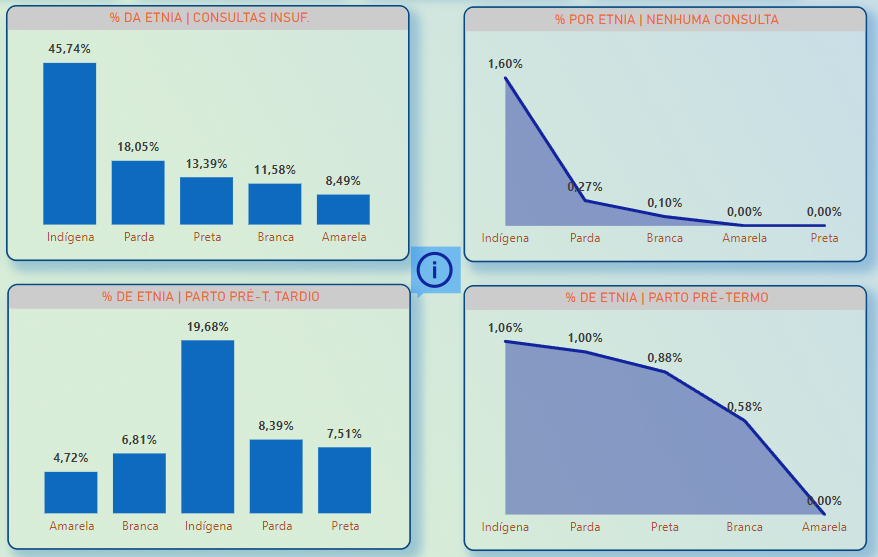 % DA ETNIA | CONSULTAS INSUF.
45,74%
18,05%
13,39%
11,58%
8,49%
Indígena Parda Preta Branca Amarela
% POR ETNIA | NENHUMA CONSULTA
1,60%
0,27%
0,10%
0,00%
0,00%
Indígena Parda Branca Amarela Preta
i
% DE ETNIA | PARTO PRÉ-T, TARDIO
4,72%
6,81%
19,68%
8,39%
7,51%
Amarela Branca Indígena Parda Preta
% DE ETNIA | PARTO PRÉ-TERMO
1,06%
1,00%
0,88%
0,58%
0,00%
Indígena Parda Preta Branca Amarela